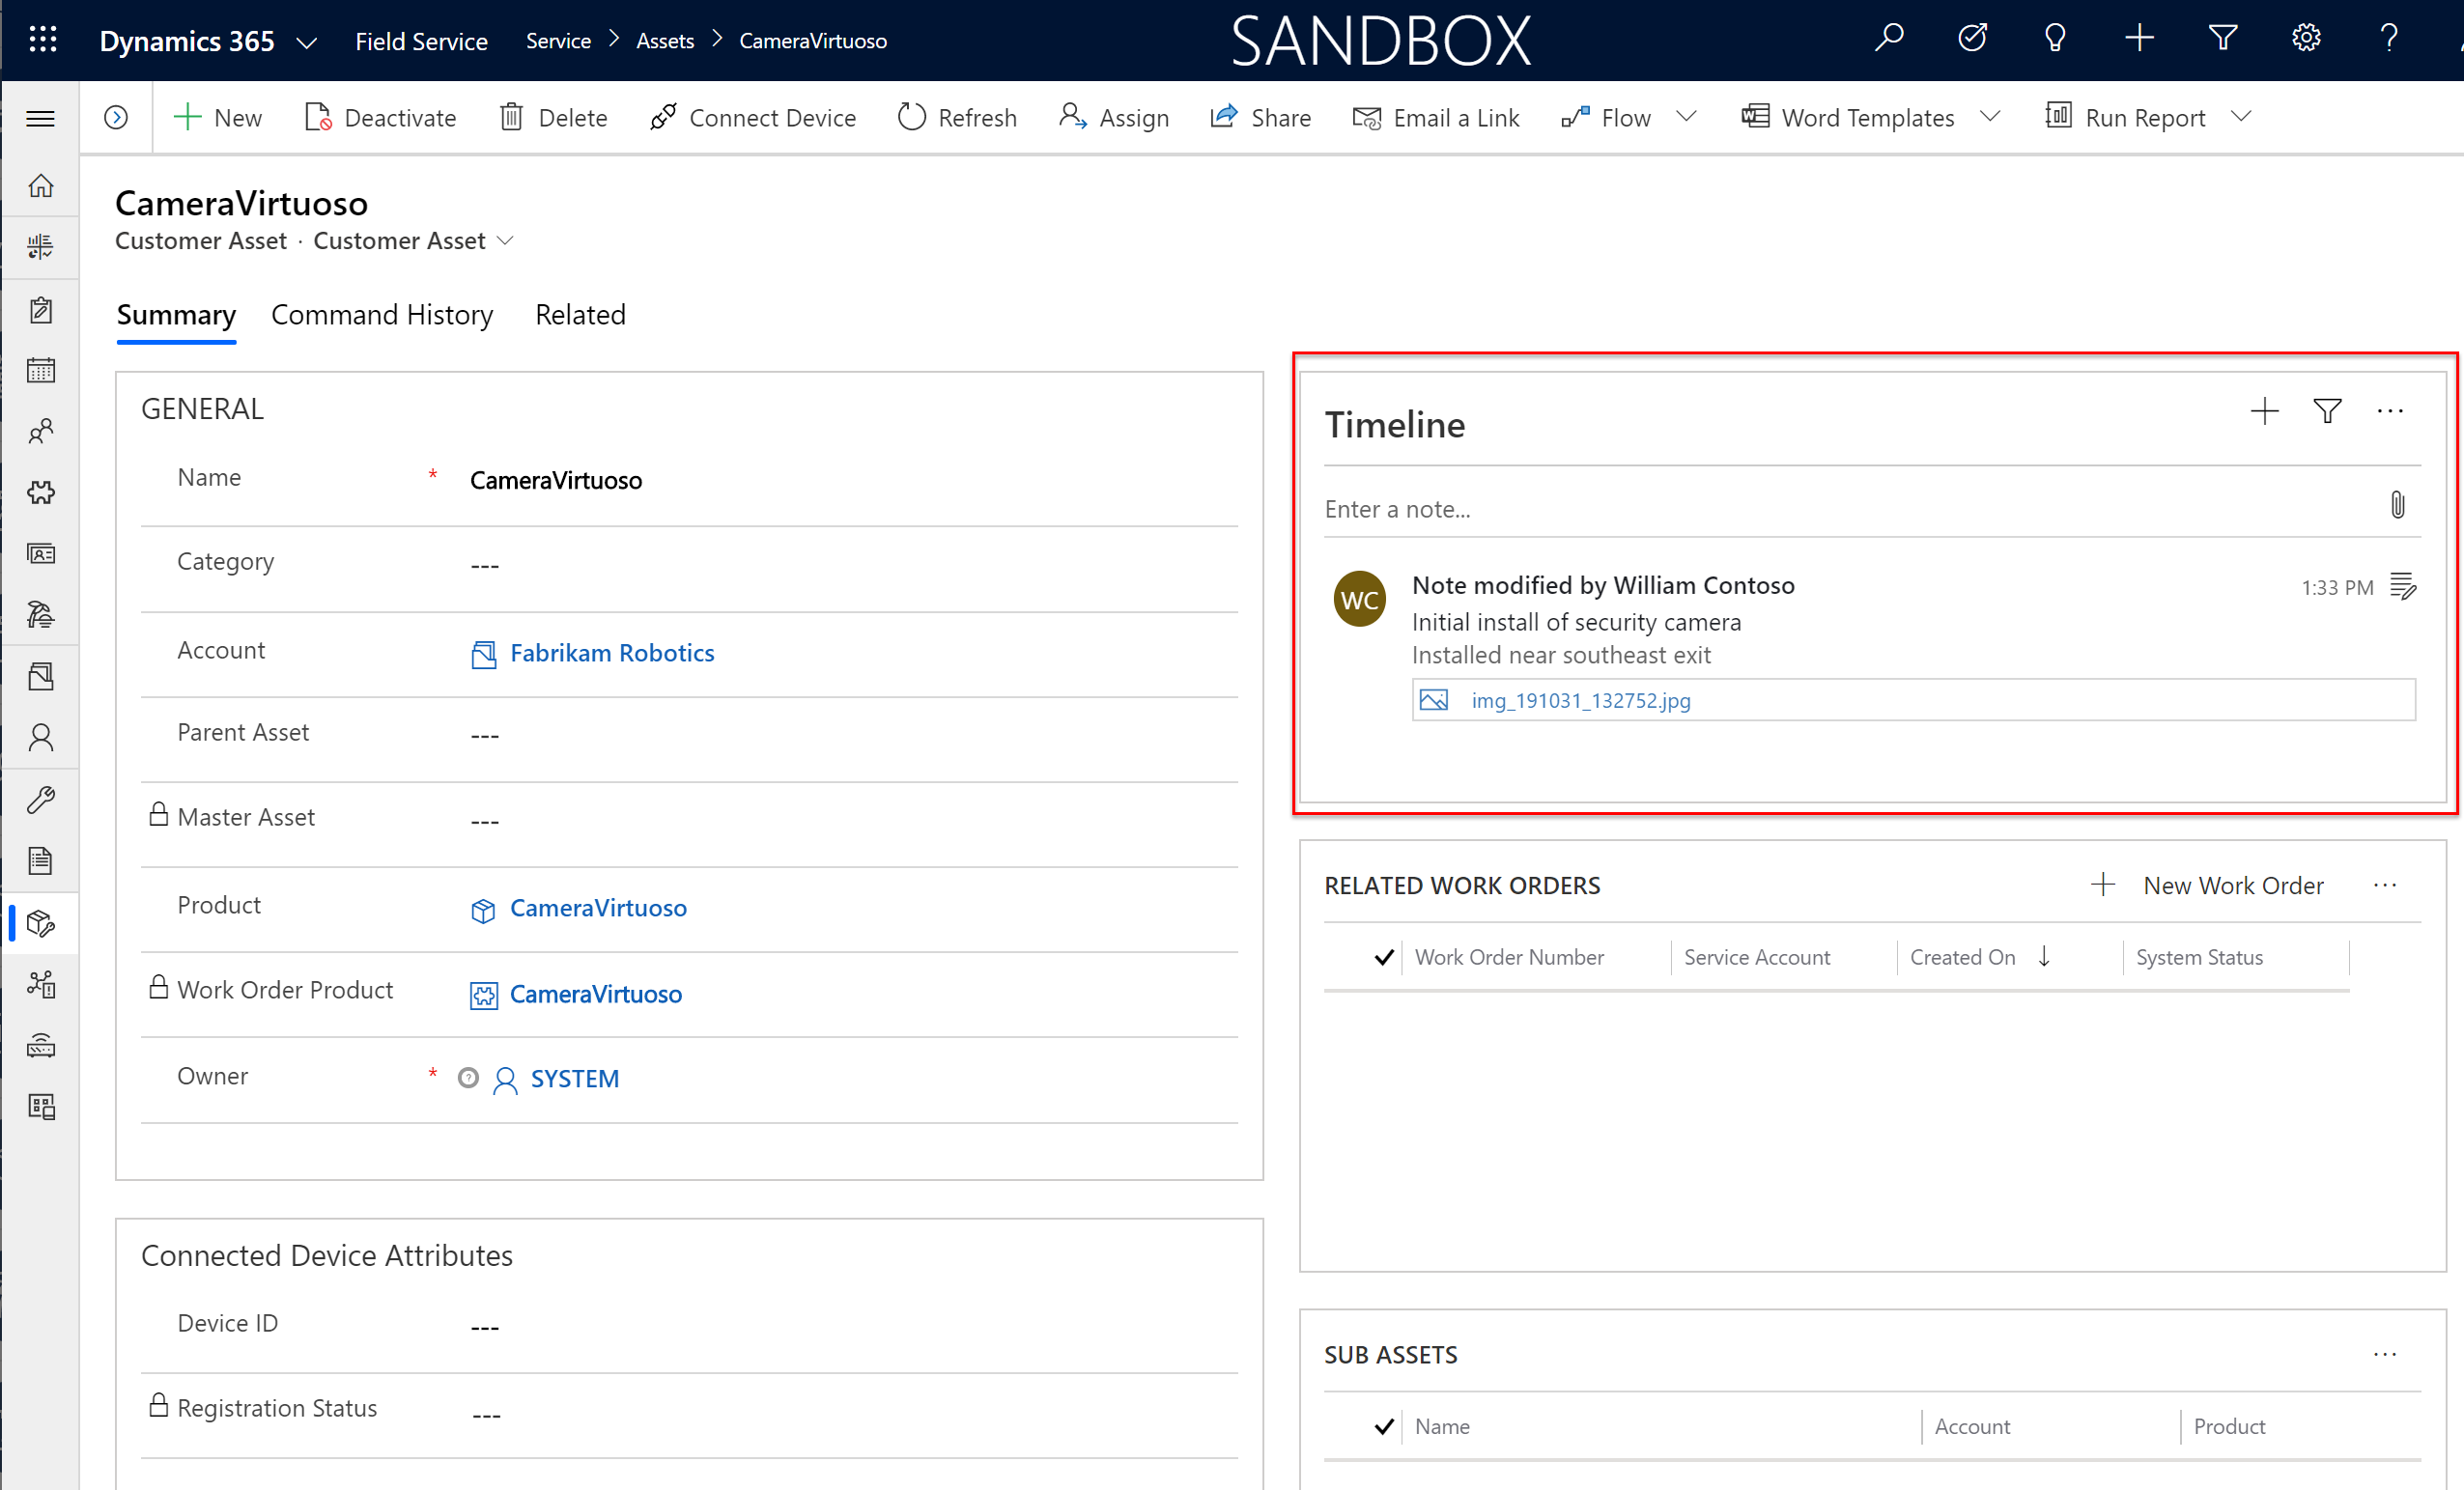 Dynamics 365 Field Service Service Assets CameraVirtuoso SANDBOX
New Deactivate Delete Connect Device Refresh Assign Share Email a Link Flow Word Templates Run Report
CameraVirtuoso
Customer Asset · Customer Asset
Summary Command History Related
GENERAL
Name * CameraVirtuoso
Category ---
Account Fabrikam Robotics
Parent Asset ---
Master Asset ---
Product CameraVirtuoso
Work Order Product CameraVirtuoso
Owner * SYSTEM
Connected Device Attributes
Device ID ---
Registration Status ---
Timeline
Enter a note...
WC Note modified by William Contoso 1:33 PM
Initial install of security camera
Installed near southeast exit
img_191031_132752.jpg
RELATED WORK ORDERS New Work Order
Work Order Number Service Account Created On System Status
SUB ASSETS
Name Account Product